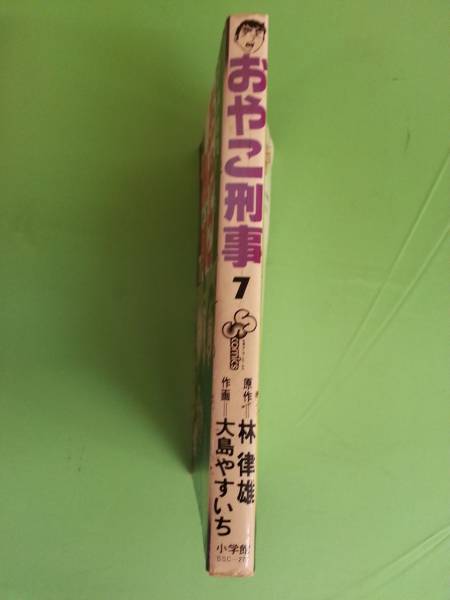 おやこ刑事
7
comics
原作＝林律雄
作画＝大島やすいち
小学館